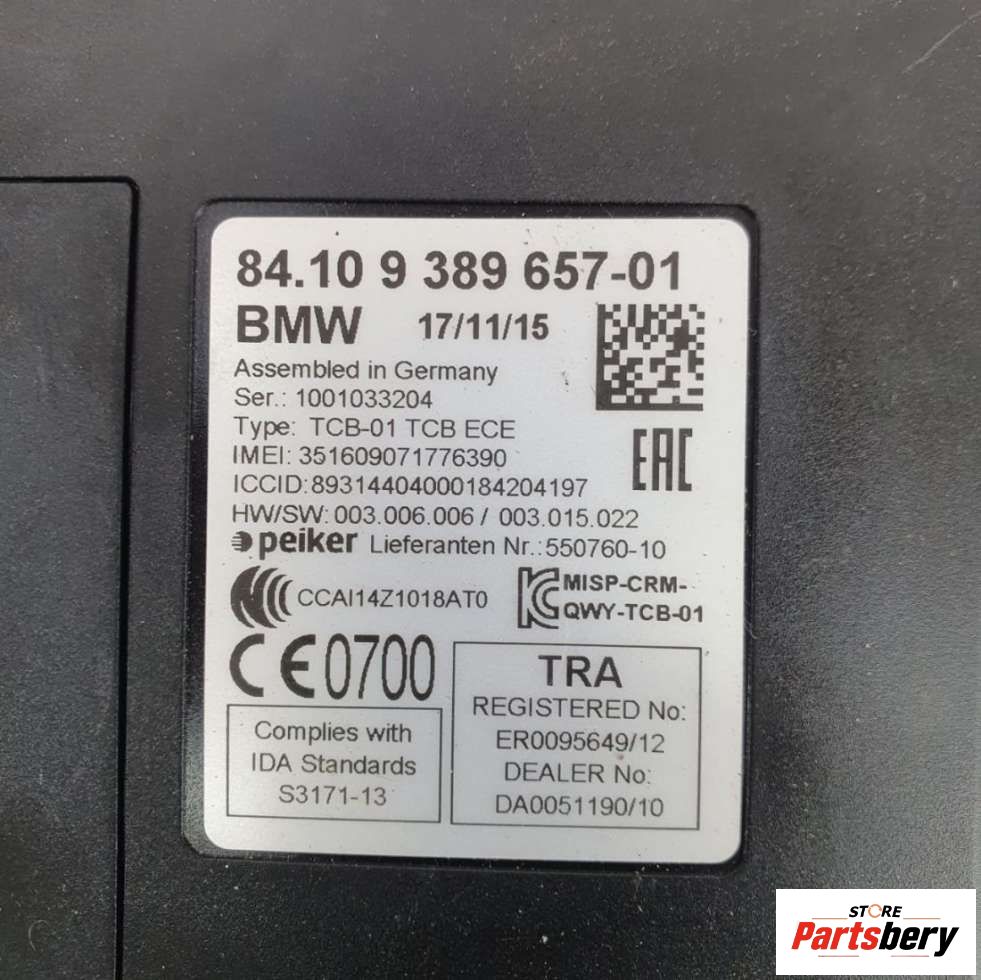 84.10 9 389 657-01
BMW 17/11/15
Assembled in Germany
Ser.: 1001033204
Type: TCB-01 TCB ECE
IMEI: 351609071776390
EAC
ICCID:89314404000184204197
HW/SW: 003.006.006 / 003.015.022
peiker Lieferanten Nr.:550760-10
CCAI14Z1018AT0
MISP-CRM-
QWY-TCB-01
CE0700
Complies with
IDA Standards
S3171-13
TRA
REGISTERED No:
ER0095649/12
DEALER No:
DA0051190/10
STORE
Partsbery